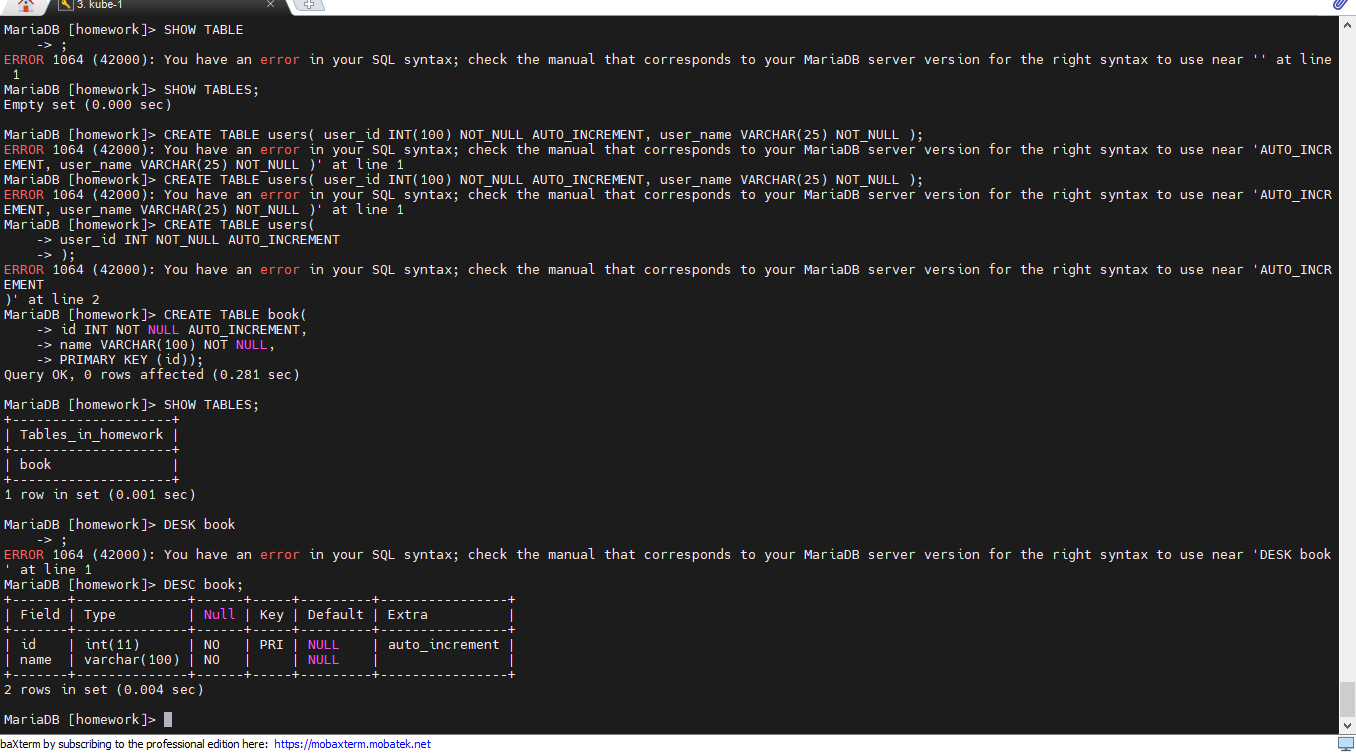 3. kube-1
MariaDB [homework]> SHOW TABLE
    -> ;
ERROR 1064 (42000): You have an error in your SQL syntax; check the manual that corresponds to your MariaDB server version for the right syntax to use near '' at line
 1
MariaDB [homework]> SHOW TABLES;
Empty set (0.000 sec)
MariaDB [homework]> CREATE TABLE users( user_id INT(100) NOT_NULL AUTO_INCREMENT, user_name VARCHAR(25) NOT_NULL );
ERROR 1064 (42000): You have an error in your SQL syntax; check the manual that corresponds to your MariaDB server version for the right syntax to use near 'AUTO_INCR
EMENT, user_name VARCHAR(25) NOT_NULL )' at line 1
MariaDB [homework]> CREATE TABLE users( user_id INT(100) NOT_NULL AUTO_INCREMENT, user_name VARCHAR(25) NOT_NULL );
ERROR 1064 (42000): You have an error in your SQL syntax; check the manual that corresponds to your MariaDB server version for the right syntax to use near 'AUTO_INCR
EMENT, user_name VARCHAR(25) NOT_NULL )' at line 1
MariaDB [homework]> CREATE TABLE users(
    -> user_id INT NOT_NULL AUTO_INCREMENT
    -> );
ERROR 1064 (42000): You have an error in your SQL syntax; check the manual that corresponds to your MariaDB server version for the right syntax to use near 'AUTO_INCR
EMENT
)' at line 2
MariaDB [homework]> CREATE TABLE book(
    -> id INT NOT NULL AUTO_INCREMENT,
    -> name VARCHAR(100) NOT NULL,
    -> PRIMARY KEY (id));
Query OK, 0 rows affected (0.281 sec)
MariaDB [homework]> SHOW TABLES;
+--------------------+
| Tables_in_homework |
+--------------------+
| book               |
+--------------------+
1 row in set (0.001 sec)
MariaDB [homework]> DESK book
    -> ;
ERROR 1064 (42000): You have an error in your SQL syntax; check the manual that corresponds to your MariaDB server version for the right syntax to use near 'DESK book
' at line 1
MariaDB [homework]> DESC book;
+-------+--------------+------+-----+---------+----------------+
| Field | Type         | Null | Key | Default | Extra          |
+-------+--------------+------+-----+---------+----------------+
| id    | int(11)      | NO   | PRI | NULL    | auto_increment |
| name  | varchar(100) | NO   |     | NULL    |                |
+-------+--------------+------+-----+---------+----------------+
2 rows in set (0.004 sec)
MariaDB [homework]>
baXterm by subscribing to the professional edition here: https://mobaxterm.mobatek.net